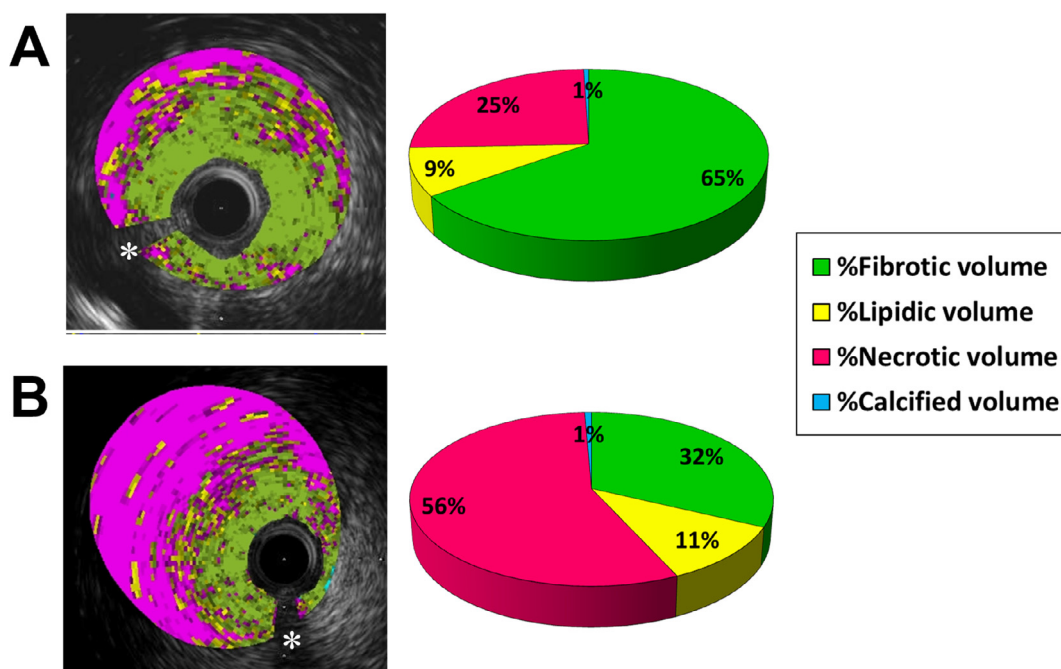 A
*
1%
25%
9%
65%
%Fibrotic volume
%Lipidic volume
%Necrotic volume
%Calcified volume
B
*
1%
32%
56%
11%